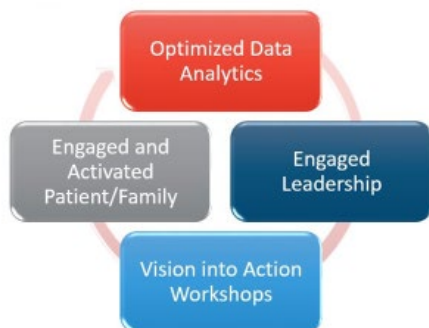 Optimized Data
Analytics
Engaged and
Activated
Patient/Family
Engaged
Leadership
Vision into Action
Workshops